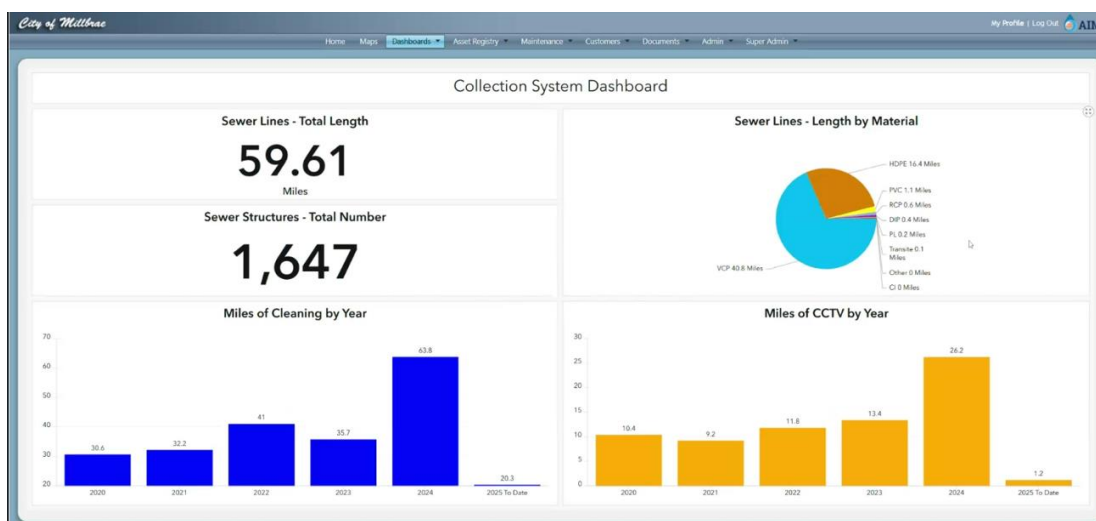 City of Millbrae
My Profile | Log Out
AIM
Home Maps Dashboards Asset Registry Maintenance Customers Documents Admin Super Admin
Collection System Dashboard
Sewer Lines - Total Length
59.61
Miles
Sewer Structures - Total Number
1,647
Sewer Lines - Length by Material
HDPE 16.4 Miles
PVC 1.1 Miles
RCP 0.6 Miles
DIP 0.4 Miles
PL 0.2 Miles
Transite 0.1
Miles
Other 0 Miles
CI 0 Miles
VCP 40.8 Miles
Miles of Cleaning by Year
70
60
50
40
30
20
30.6
32.2
41
35.7
63.8
20.3
2020 2021 2022 2023 2024 2025 To Date
Miles of CCTV by Year
30
25
20
15
10
5
0
10.4
9.2
11.8
13.4
26.2
1.2
2020 2021 2022 2023 2024 2025 To Date